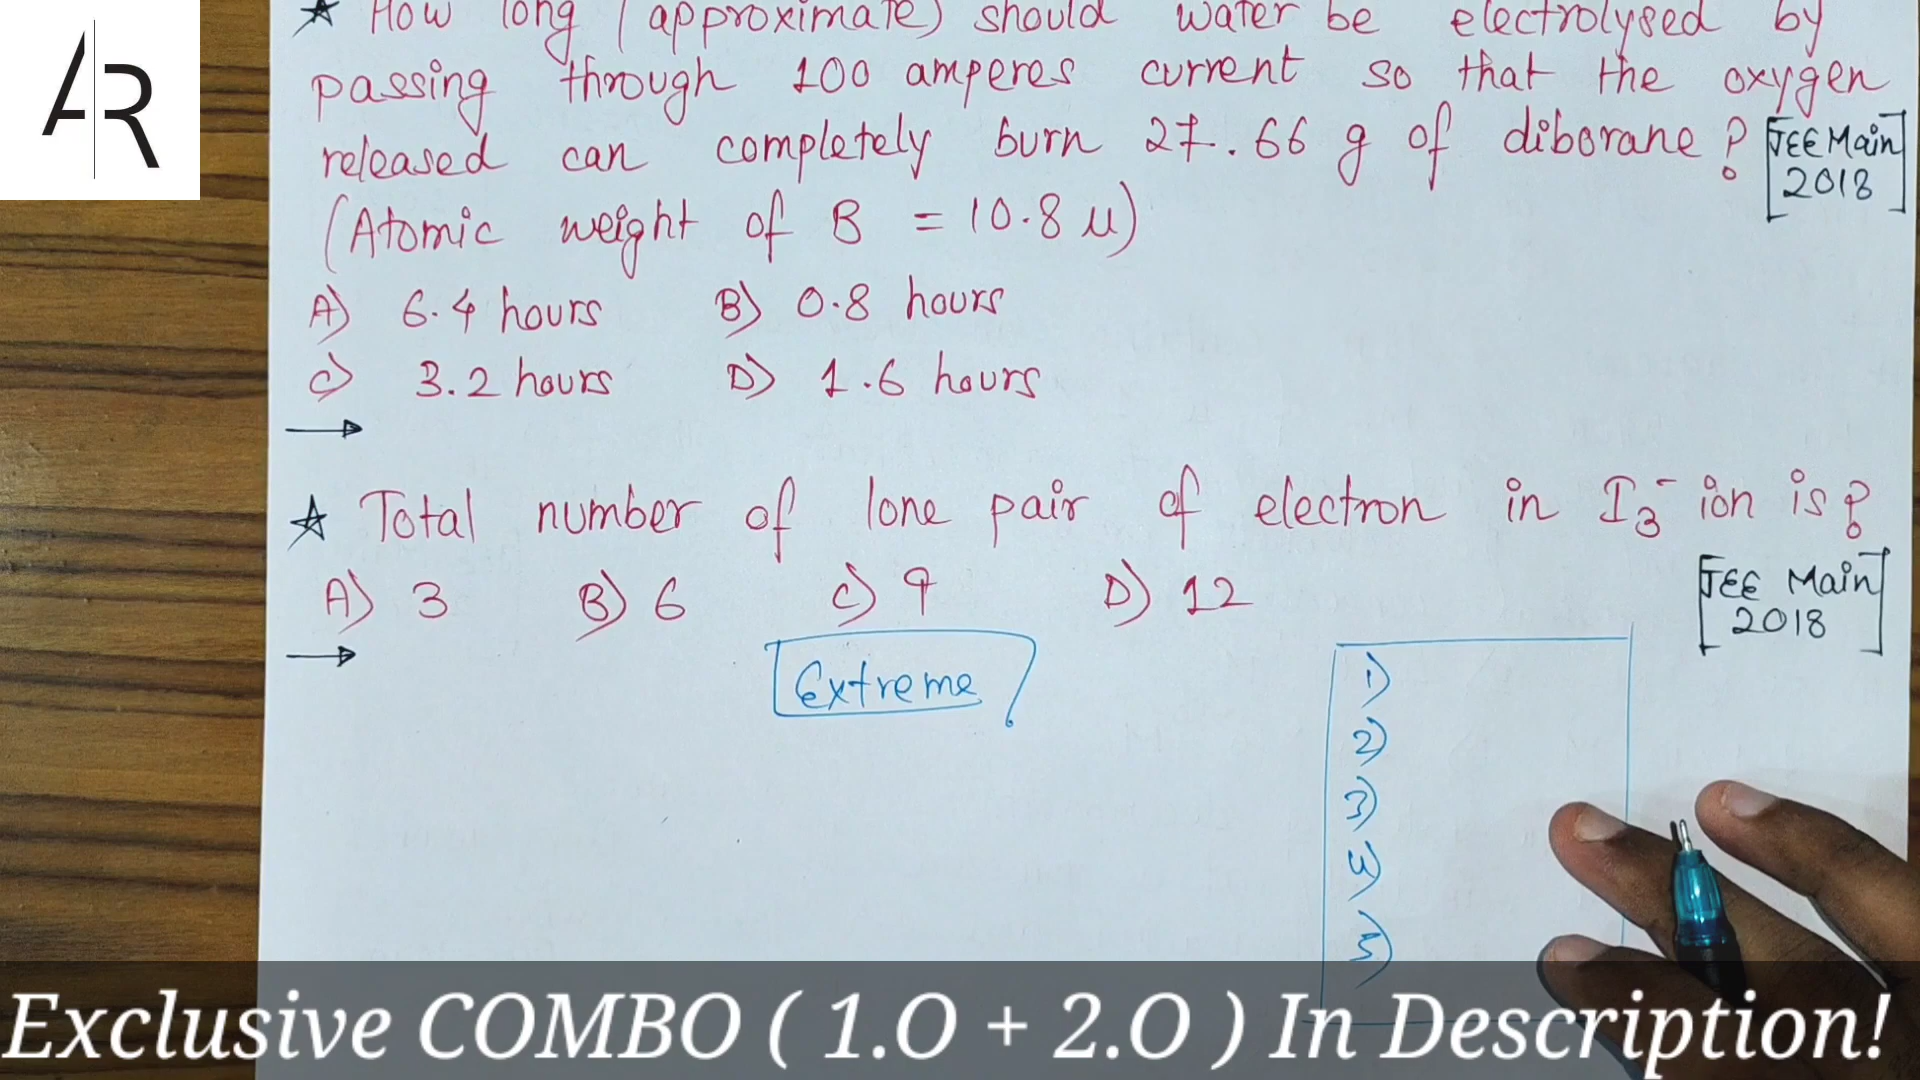 AR
★ How long (approximate) should water be electrolysed by
passing through 100 amperes current so that the oxygen
released can completely burn 27.66 g of diborane?
[JEE Main
2018]
(Atomic weight of B = 10.8 u)
A) 6.4 hours B) 0.8 hours
C) 3.2 hours D) 1.6 hours
→
★ Total number of lone pair of electron in I₃⁻ ion is?
A) 3 B) 6 C) 9 D) 12
[JEE Main
2018]
→
Extreme
1)
2)
3)
4)
5)
Exclusive COMBO ( 1.O + 2.O ) In Description!